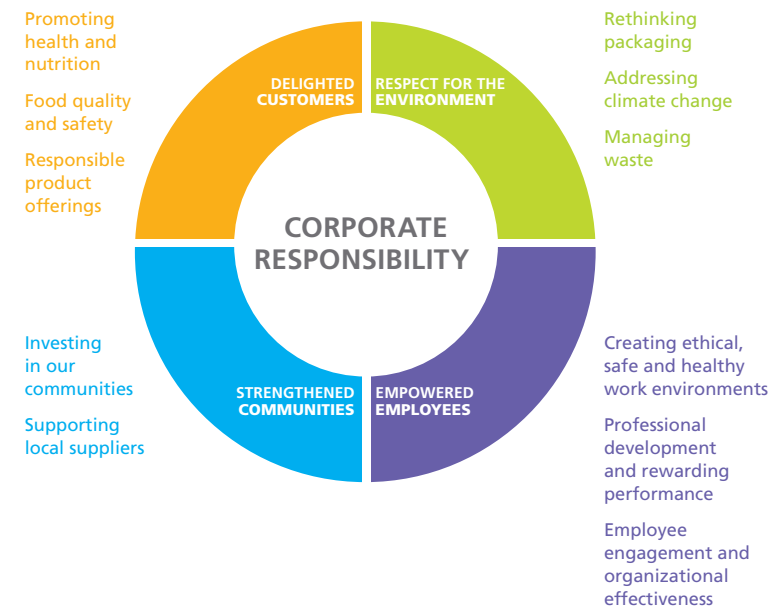 Promoting
health and
nutrition
Food quality
and safety
Responsible
product
offerings
DELIGHTED
CUSTOMERS
RESPECT FOR THE
ENVIRONMENT
Rethinking
packaging
Addressing
climate change
Managing
waste
CORPORATE
RESPONSIBILITY
Investing
in our
communities
Supporting
local suppliers
STRENGTHENED
COMMUNITIES
EMPOWERED
EMPLOYEES
Creating ethical,
safe and healthy
work environments
Professional
development
and rewarding
performance
Employee
engagement and
organizational
effectiveness